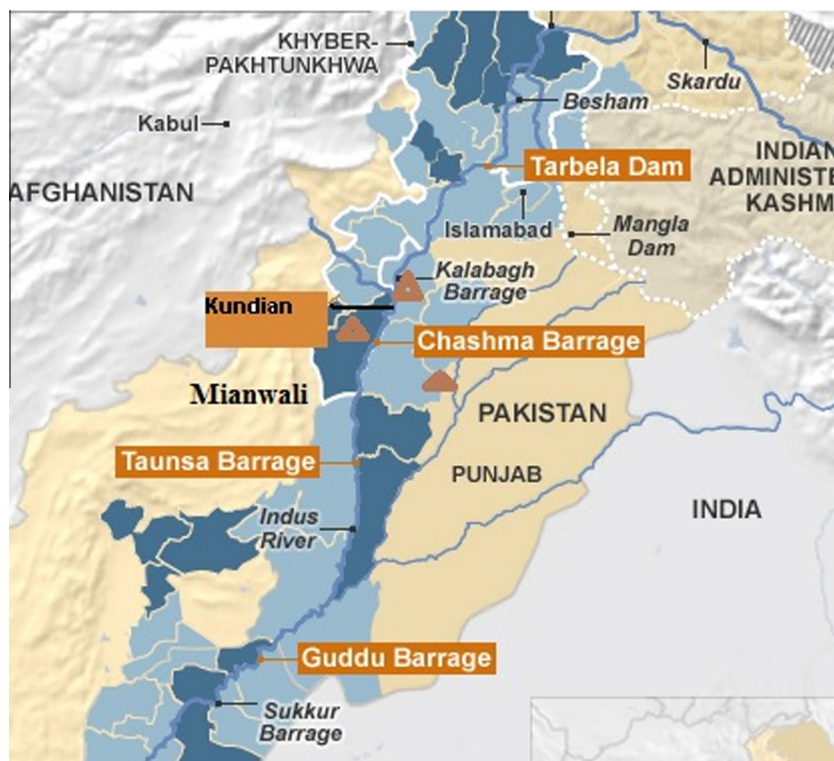 KHYBER-
PAKHTUNKHWA
Skardu
Besham
Kabul
Tarbela Dam
INDIAN
ADMINISTE
KASHM
AFGHANISTAN
Islamabad
Mangla
Dam
Kalabagh
Barrage
Kundian
Chashma Barrage
Mianwali
PAKISTAN
Taunsa Barrage
PUNJAB
INDIA
Indus
River
Guddu Barrage
Sukkur
Barrage